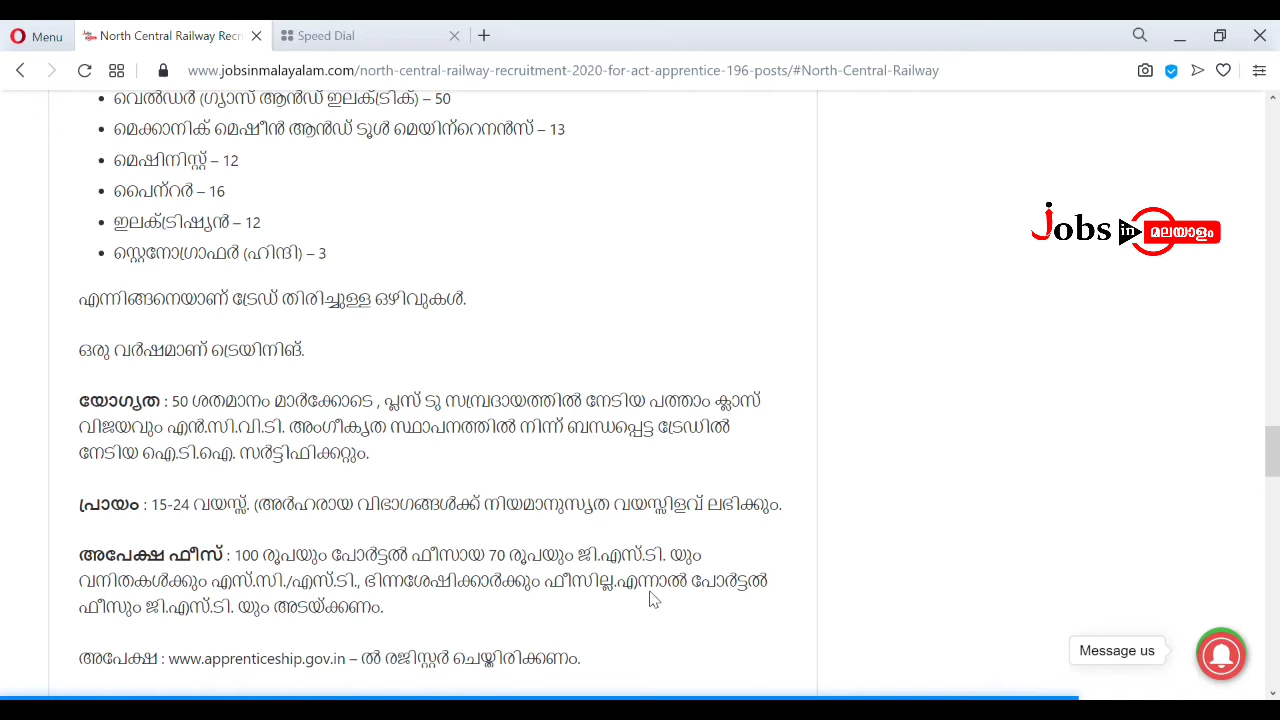 Menu
North Central Railway Recr
Speed Dial
www.jobsinmalayalam.com/north-central-railway-recruitment-2020-for-act-apprentice-196-posts/#North-Central-Railway
വെൽഡർ (ഗ്യാസ് ആൻഡ് ഇലക്ട്രിക്) – 50
മെക്കാനിക് മെഷീൻ ആൻഡ് ടൂൾ മെയിന്റെനൻസ് – 13
മെഷിനിസ്റ്റ് – 12
പൈന്റർ – 16
ഇലക്ട്രിഷ്യൻ – 12
സ്റ്റെനോഗ്രാഫർ (ഹിന്ദി) – 3
എന്നിങ്ങനെയാണ് ട്രേഡ് തിരിച്ചുള്ള ഒഴിവുകൾ.
ഒരു വർഷമാണ് ട്രെയിനിങ്.
യോഗ്യത : 50 ശതമാനം മാർക്കോടെ , പ്ലസ് ടു സമ്പ്രദായത്തിൽ നേടിയ പത്താം ക്ലാസ്
വിജയവും എൻ.സി.വി.ടി. അംഗീകൃത സ്ഥാപനത്തിൽ നിന്ന് ബന്ധപ്പെട്ട ട്രേഡിൽ
നേടിയ ഐ.ടി.ഐ. സർട്ടിഫിക്കറ്റും.
പ്രായം : 15-24 വയസ്സ്. (അർഹരായ വിഭാഗങ്ങൾക്ക് നിയമാനുസൃത വയസ്സിളവ് ലഭിക്കും.
അപേക്ഷ ഫീസ് : 100 രൂപയും പോർട്ടൽ ഫീസായ 70 രൂപയും ജി.എസ്.ടി. യും
വനിതകൾക്കും എസ്.സി./എസ്.ടി., ഭിന്നശേഷിക്കാർക്കും ഫീസില്ല.എന്നാൽ പോർട്ടൽ
ഫീസും ജി.എസ്.ടി. യും അടയ്ക്കണം.
അപേക്ഷ : www.apprenticeship.gov.in – ൽ രജിസ്റ്റർ ചെയ്തിരിക്കണം.
Jobs in മലയാളം
Message us